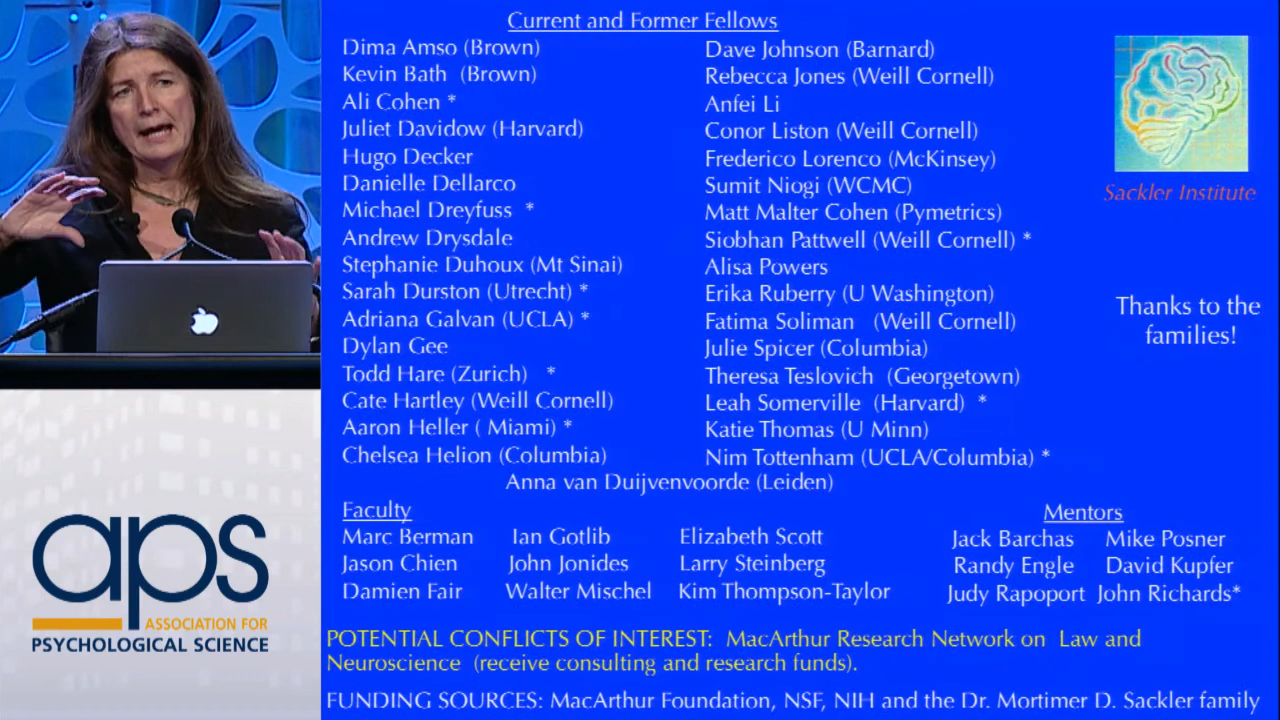 Current and Former Fellows
Dima Amso (Brown)
Kevin Bath (Brown)
Ali Cohen *
Juliet Davidow (Harvard)
Hugo Decker
Danielle Dellarco
Michael Dreyfuss *
Andrew Drysdale
Stephanie Duhoux (Mt Sinai)
Sarah Durston (Utrecht) *
Adriana Galvan (UCLA) *
Dylan Gee
Todd Hare (Zurich) *
Cate Hartley (Weill Cornell)
Aaron Heller ( Miami) *
Chelsea Helion (Columbia)
Dave Johnson (Barnard)
Rebecca Jones (Weill Cornell)
Anfei Li
Conor Liston (Weill Cornell)
Frederico Lorenco (McKinsey)
Sumit Niogi (WCMC)
Matt Malter Cohen (Pymetrics)
Siobhan Pattwell (Weill Cornell) *
Alisa Powers
Erika Ruberry (U Washington)
Fatima Soliman (Weill Cornell)
Julie Spicer (Columbia)
Theresa Teslovich (Georgetown)
Leah Somerville (Harvard) *
Katie Thomas (U Minn)
Nim Tottenham (UCLA/Columbia) *
Anna van Duijvenvoorde (Leiden)
Sackler Institute
Thanks to the
families!
Faculty
Marc Berman Ian Gotlib Elizabeth Scott
Jason Chien John Jonides Larry Steinberg
Damien Fair Walter Mischel Kim Thompson-Taylor
Mentors
Jack Barchas Mike Posner
Randy Engle David Kupfer
Judy Rapoport John Richards*
POTENTIAL CONFLICTS OF INTEREST: MacArthur Research Network on Law and
Neuroscience (receive consulting and research funds).
FUNDING SOURCES: MacArthur Foundation, NSF, NIH and the Dr. Mortimer D. Sackler family
aps
ASSOCIATION FOR
PSYCHOLOGICAL SCIENCE